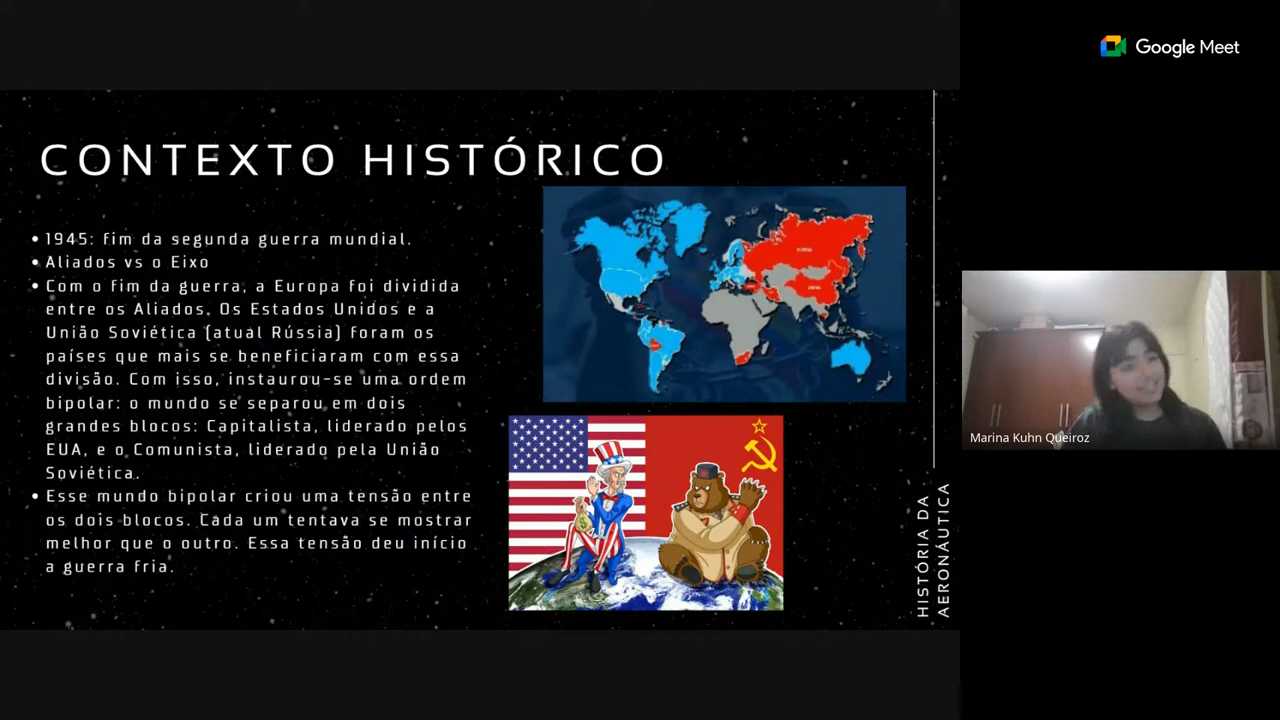 Google Meet
CONTEXTO HISTÓRICO
• 1945: fim da segunda guerra mundial.
• Aliados vs o Eixo
• Com o fim da guerra, a Europa foi dividida
entre os Aliados. Os Estados Unidos e a
União Soviética (atual Rússia) foram os
países que mais se beneficiaram com essa
divisão. Com isso, instaurou-se uma ordem
bipolar: o mundo se separou em dois
grandes blocos: Capitalista, liderado pelos
EUA, e o Comunista, liderado pela União
Soviética.
• Esse mundo bipolar criou uma tensão entre
os dois blocos. Cada um tentava se mostrar
melhor que o outro. Essa tensão deu início
a guerra fria.
$
HISTÓRIA DA
AERONÁUTICA
Marina Kuhn Queiroz